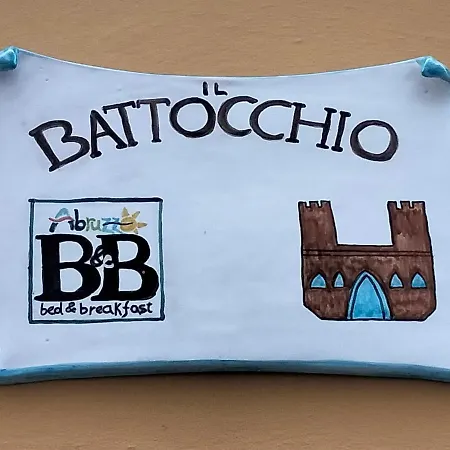 IL
BATTOCCHIO
Abruzzo
B&B
bed & breakfast